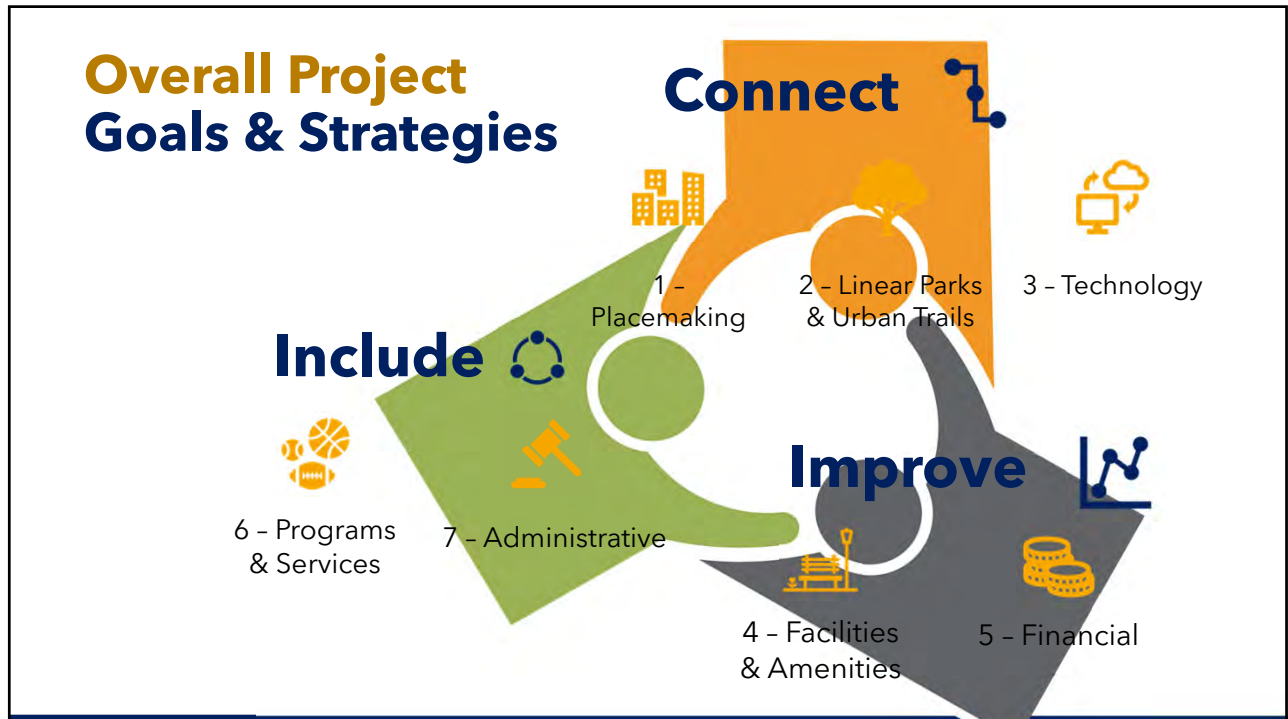 Overall Project
Goals & Strategies
Connect
1 –
Placemaking
2 – Linear Parks
& Urban Trails
3 – Technology
Include
6 – Programs
& Services
7 – Administrative
Improve
4 – Facilities
& Amenities
5 – Financial